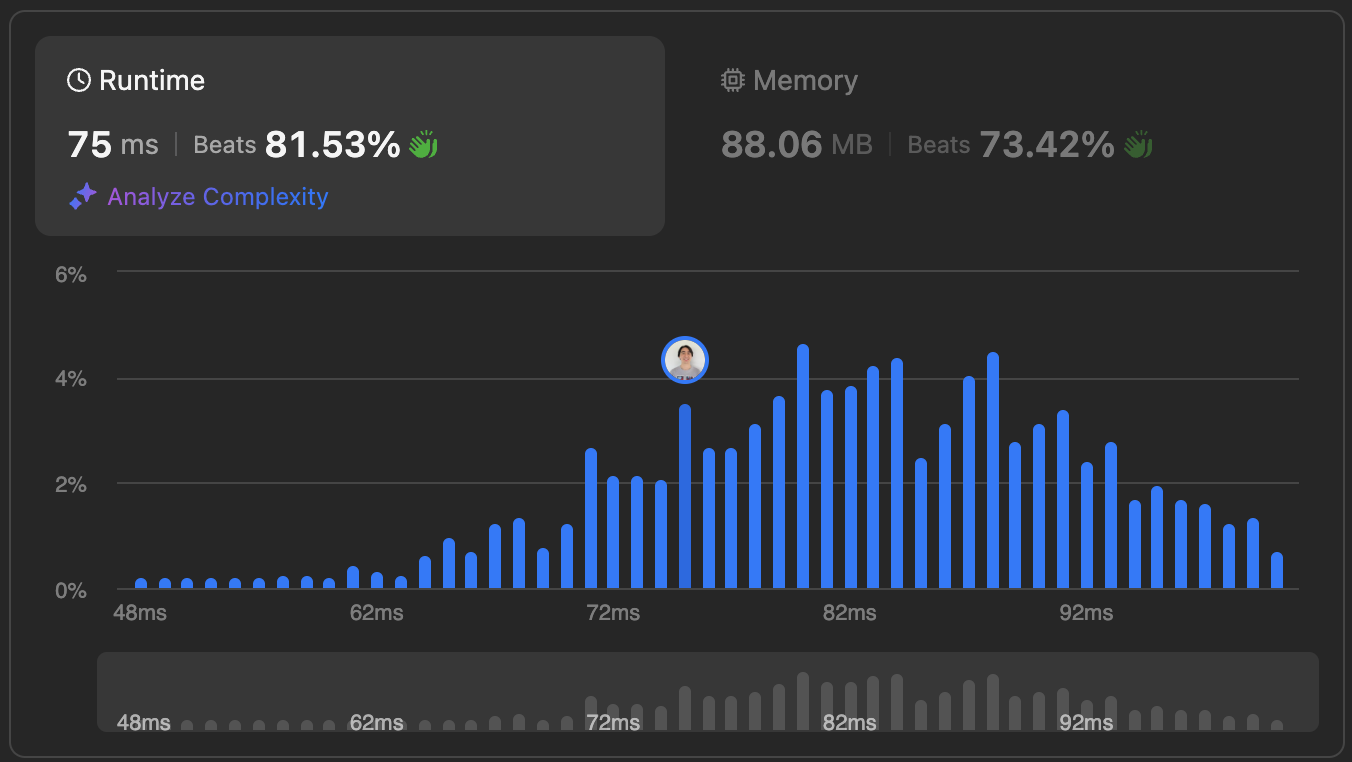 Runtime
75 ms | Beats 81.53%
Analyze Complexity
Memory
88.06 MB | Beats 73.42%
6%
4%
2%
0%
48ms 62ms 72ms 82ms 92ms
48ms 62ms 72ms 82ms 92ms